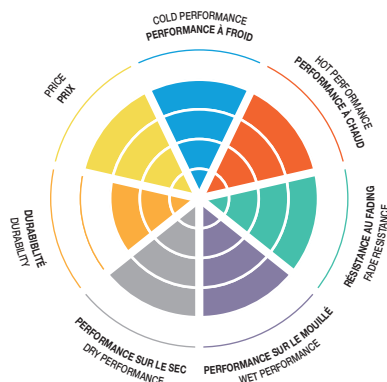 COLD PERFORMANCE
PERFORMANCE À FROID
HOT PERFORMANCE
PERFORMANCE À CHAUD
RÉSISTANCE AU FADING
FADE RESISTANCE
PERFORMANCE SUR LE MOUILLÉ
WET PERFORMANCE
PERFORMANCE SUR LE SEC
DRY PERFORMANCE
DURABIBLITÉ
DURABILITY
PRICE
PRIX